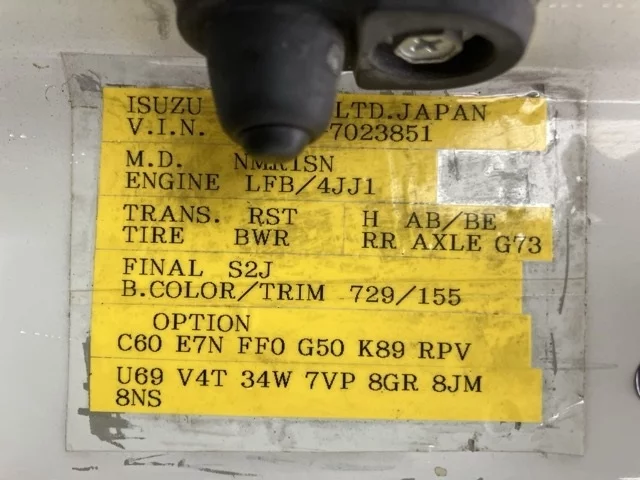 ISUZU LTD.JAPAN
V.I.N. -7023851
M.D. NMR1SN
ENGINE LFB/4JJ1
TRANS. RST H AB/BE
TIRE BWR RR AXLE G73
FINAL S2J
B.COLOR/TRIM 729/155
OPTION
C60 E7N FF0 G50 K89 RPV
U69 V4T 34W 7VP 8GR 8JM
8NS